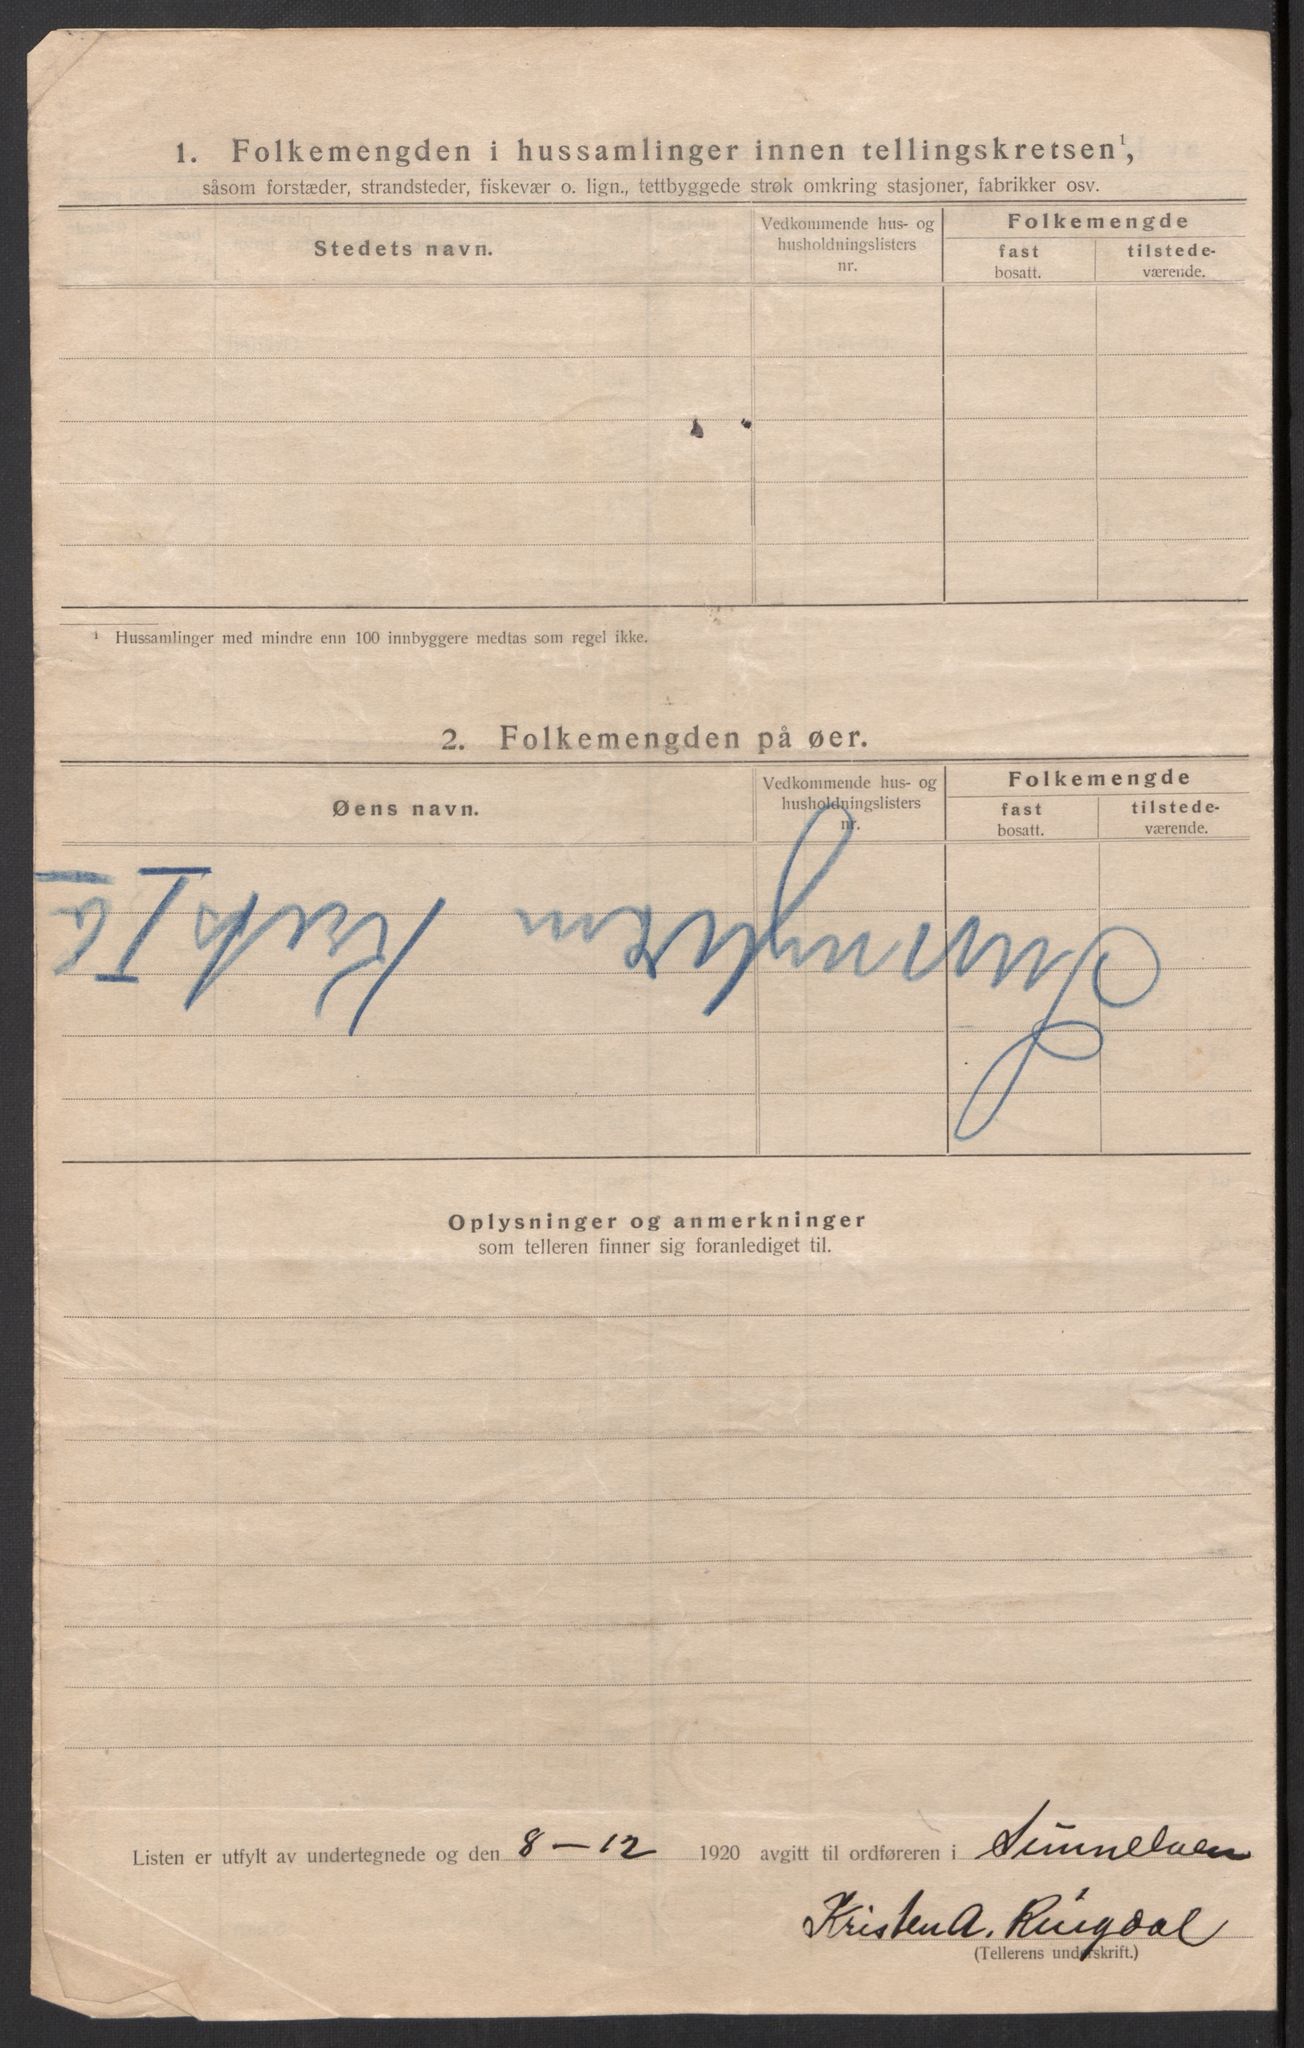 1. Folkemengden i hussamlinger innen tellingskretsen¹,
såsom forstæder, strandsteder, fiskevær o. lign., tettbyggede strøk omkring stasjoner, fabrikker osv.
Stedets navn.
Vedkommende hus- og
husholdningslisters
nr.
Folkemengde
fast
bosatt.
tilstede-
værende.
¹ Hussamlinger med mindre enn 100 innbyggere medtas som regel ikke.
2. Folkemengden på øer.
Øens navn.
Vedkommende hus- og
husholdningslisters
nr.
Folkemengde
fast
bosatt.
tilstede-
værende.
Kreds I a
Oplysninger og anmerkninger
som telleren finner sig foranlediget til.
Listen er utfylt av undertegnede og den 8 – 12 1920 avgitt til ordføreren i Sunnelven
Kristen A. Ringdal
(Tellerens underskrift.)